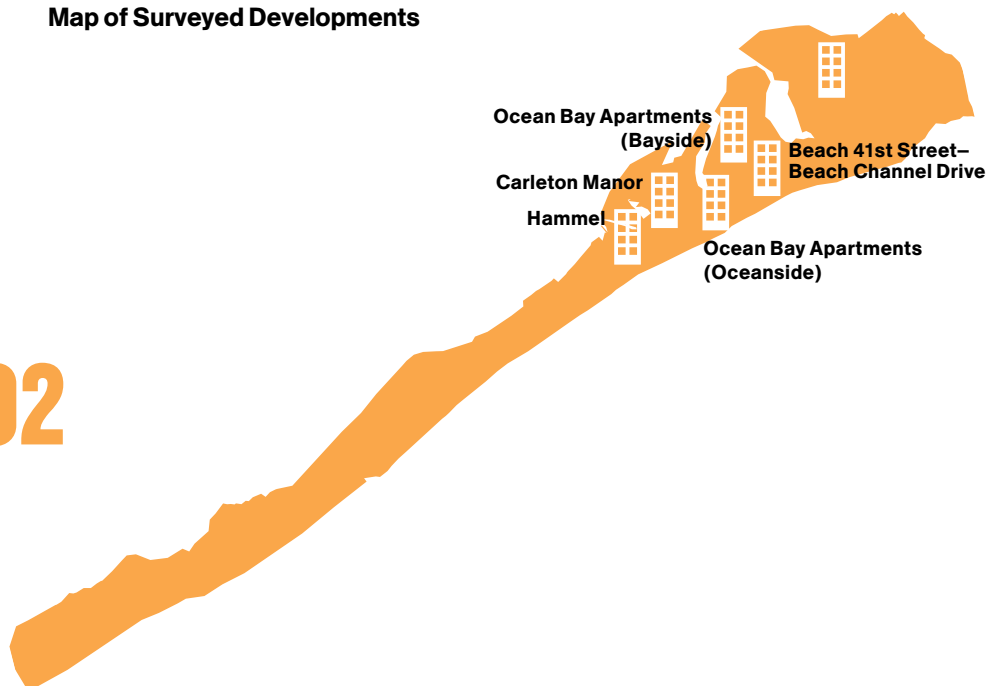 Map of Surveyed Developments
Ocean Bay Apartments
(Bayside)
Beach 41st Street–
Beach Channel Drive
Carleton Manor
Hammel
Ocean Bay Apartments
(Oceanside)
02